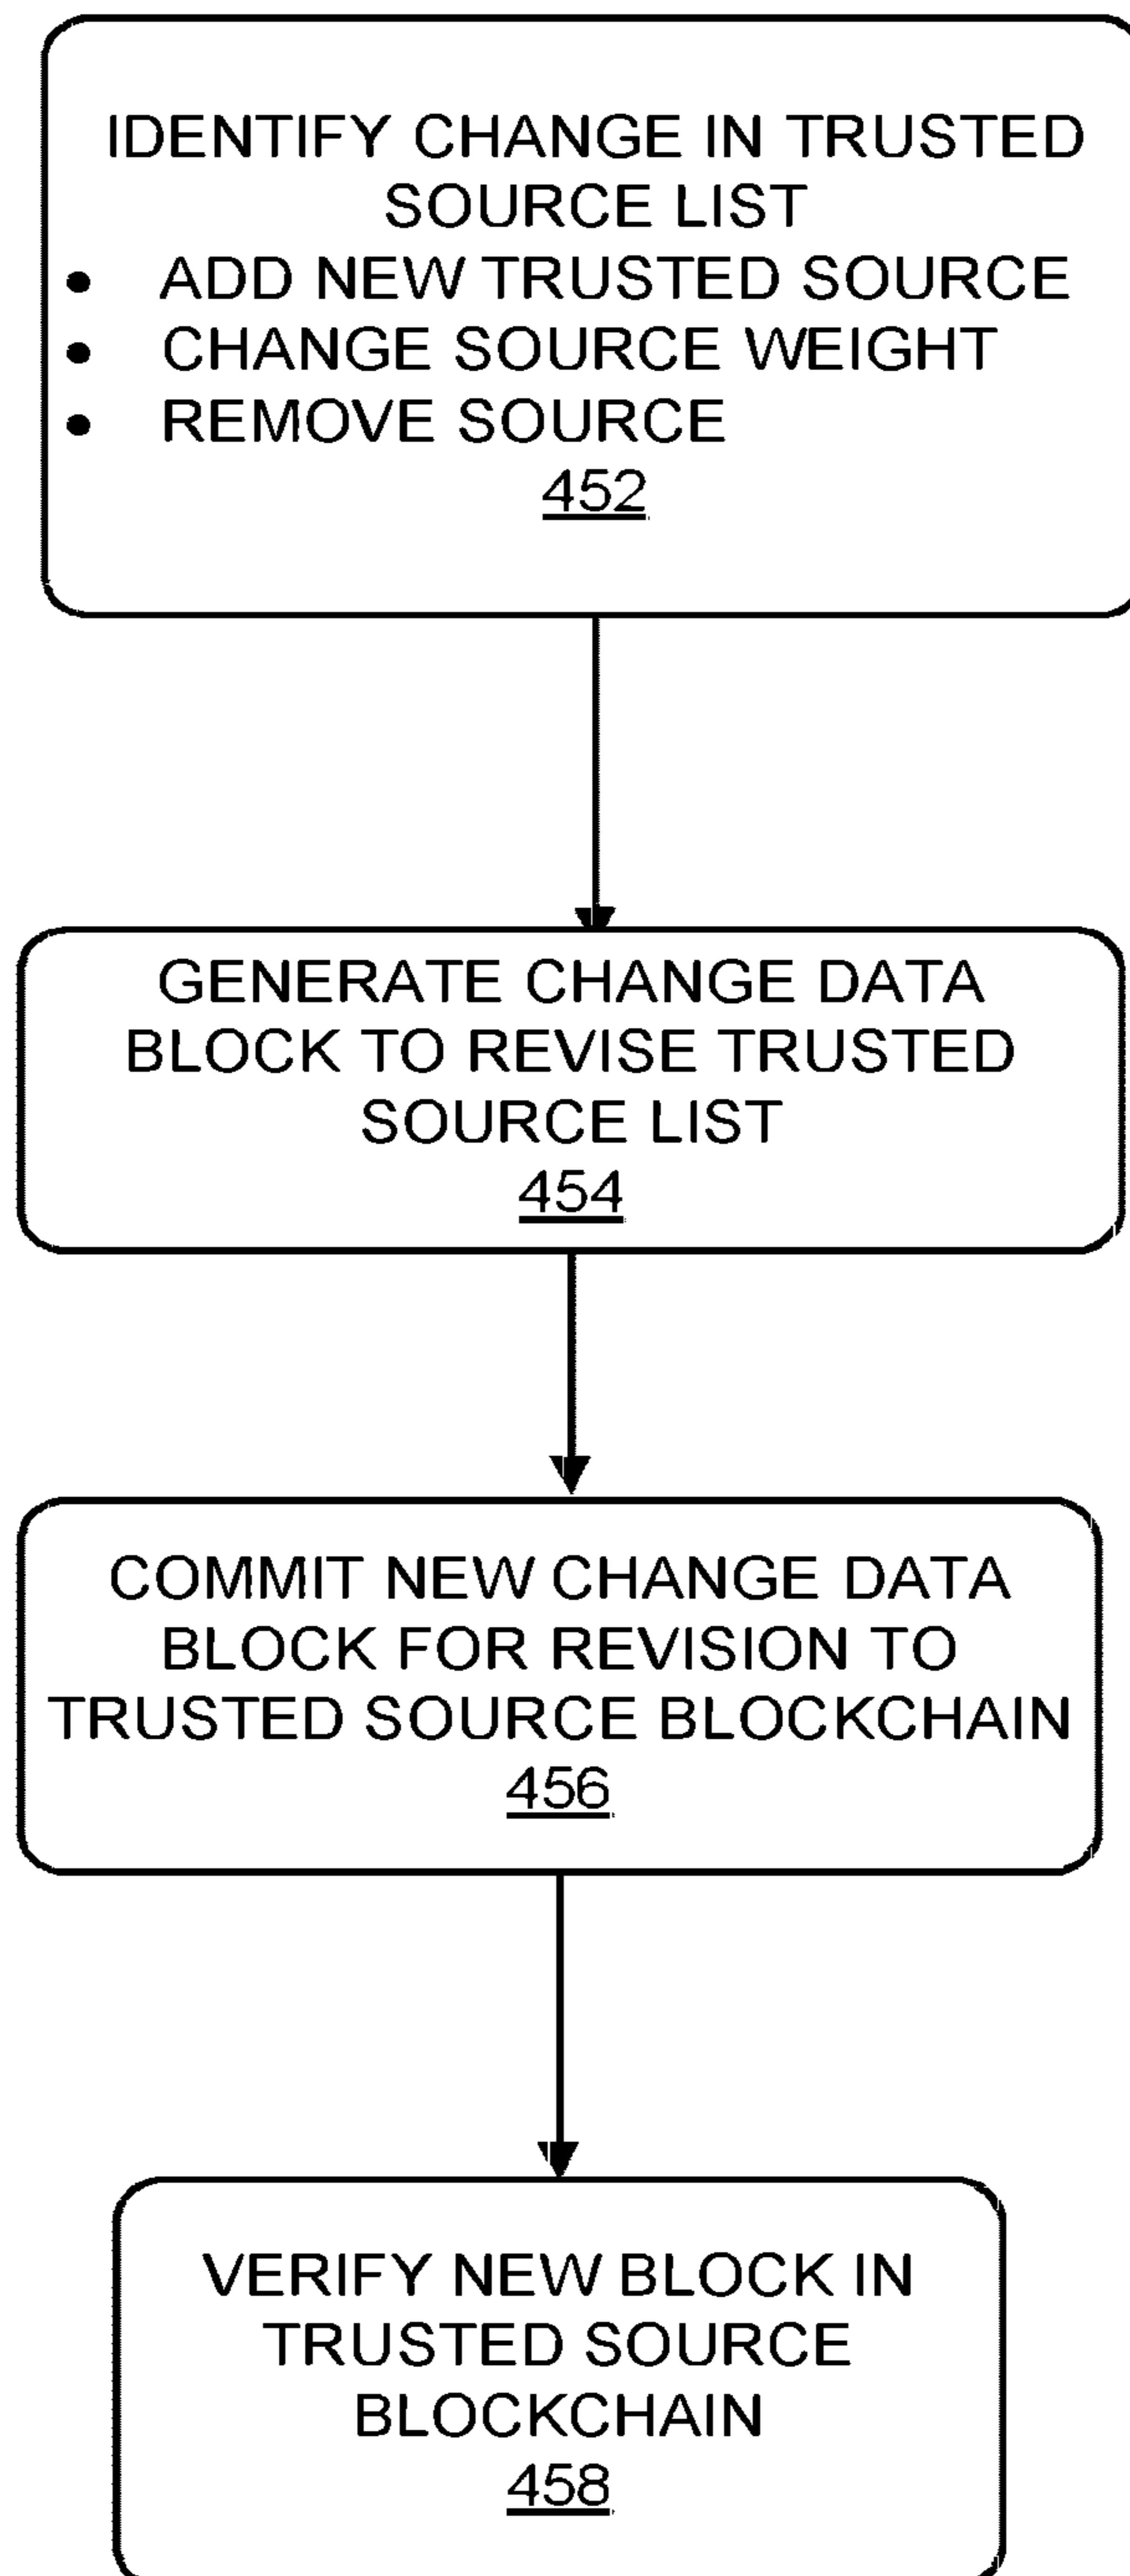 IDENTIFY CHANGE IN TRUSTED
SOURCE LIST
• ADD NEW TRUSTED SOURCE
• CHANGE SOURCE WEIGHT
• REMOVE SOURCE
452
GENERATE CHANGE DATA
BLOCK TO REVISE TRUSTED
SOURCE LIST
454
COMMIT NEW CHANGE DATA
BLOCK FOR REVISION TO
TRUSTED SOURCE BLOCKCHAIN
456
VERIFY NEW BLOCK IN
TRUSTED SOURCE
BLOCKCHAIN
458